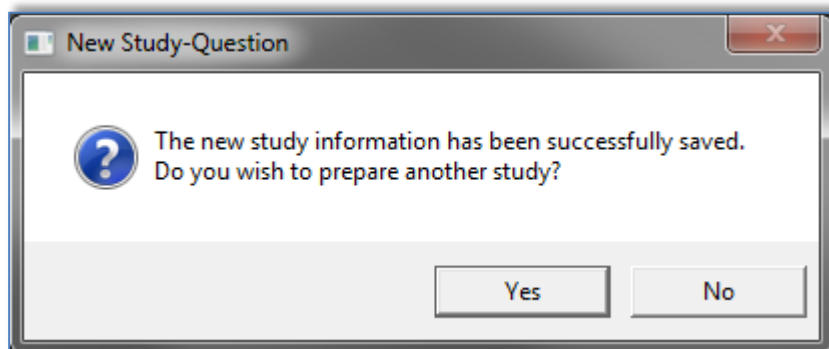 New Study-Question
The new study information has been successfully saved.
Do you wish to prepare another study?
Yes
No